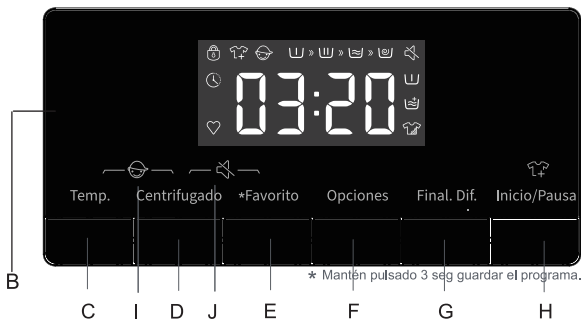 03:20
Temp. Centrifugado *Favorito Opciones Final. Dif. Inicio/Pausa
B
* Mantén pulsado 3 seg guardar el programa.
C I D J E F G H